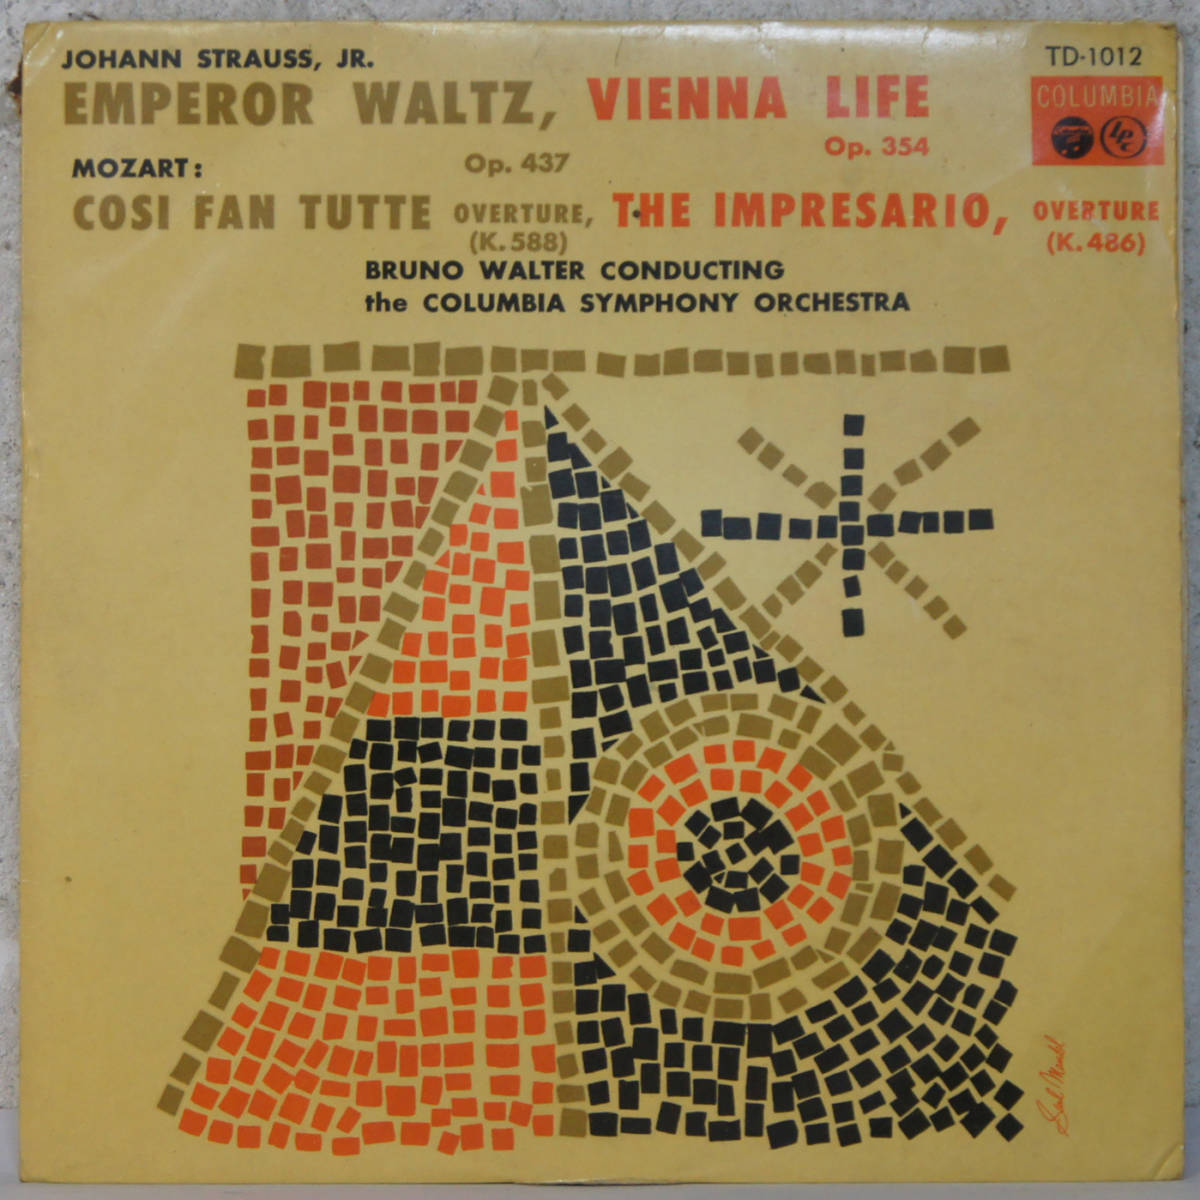 JOHANN STRAUSS, JR.
TD-1012
EMPEROR WALTZ, VIENNA LIFE
COLUMBIA
Op. 437
Op. 354
MOZART:
COSI FAN TUTTE OVERTURE, THE IMPRESARIO, OVERTURE
(K.588)
(K.486)
BRUNO WALTER CONDUCTING
the COLUMBIA SYMPHONY ORCHESTRA